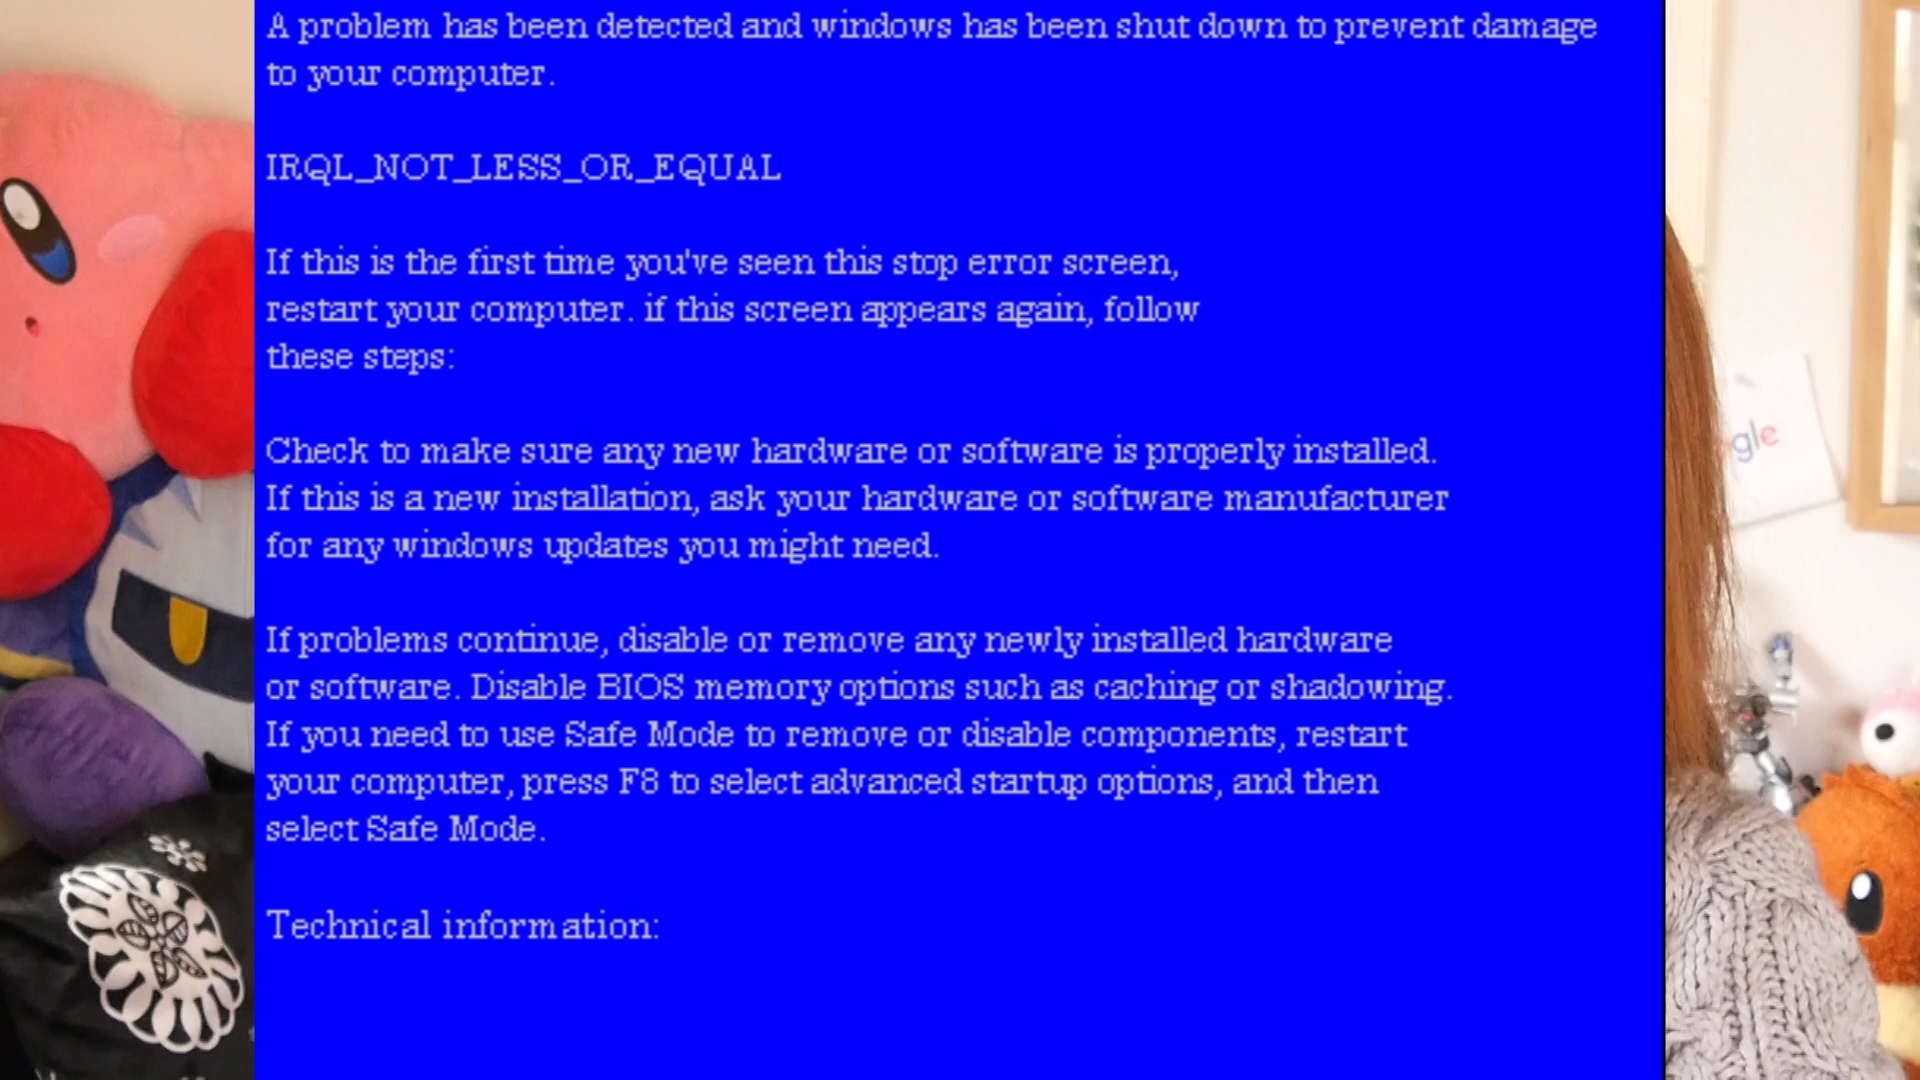 A problem has been detected and windows has been shut down to prevent damage
to your computer.
IRQL_NOT_LESS_OR_EQUAL
If this is the first time you've seen this stop error screen,
restart your computer. if this screen appears again, follow
these steps:
Check to make sure any new hardware or software is properly installed.
If this is a new installation, ask your hardware or software manufacturer
for any windows updates you might need.
If problems continue, disable or remove any newly installed hardware
or software. Disable BIOS memory options such as caching or shadowing.
If you need to use Safe Mode to remove or disable components, restart
your computer, press F8 to select advanced startup options, and then
select Safe Mode.
Technical information:
gle